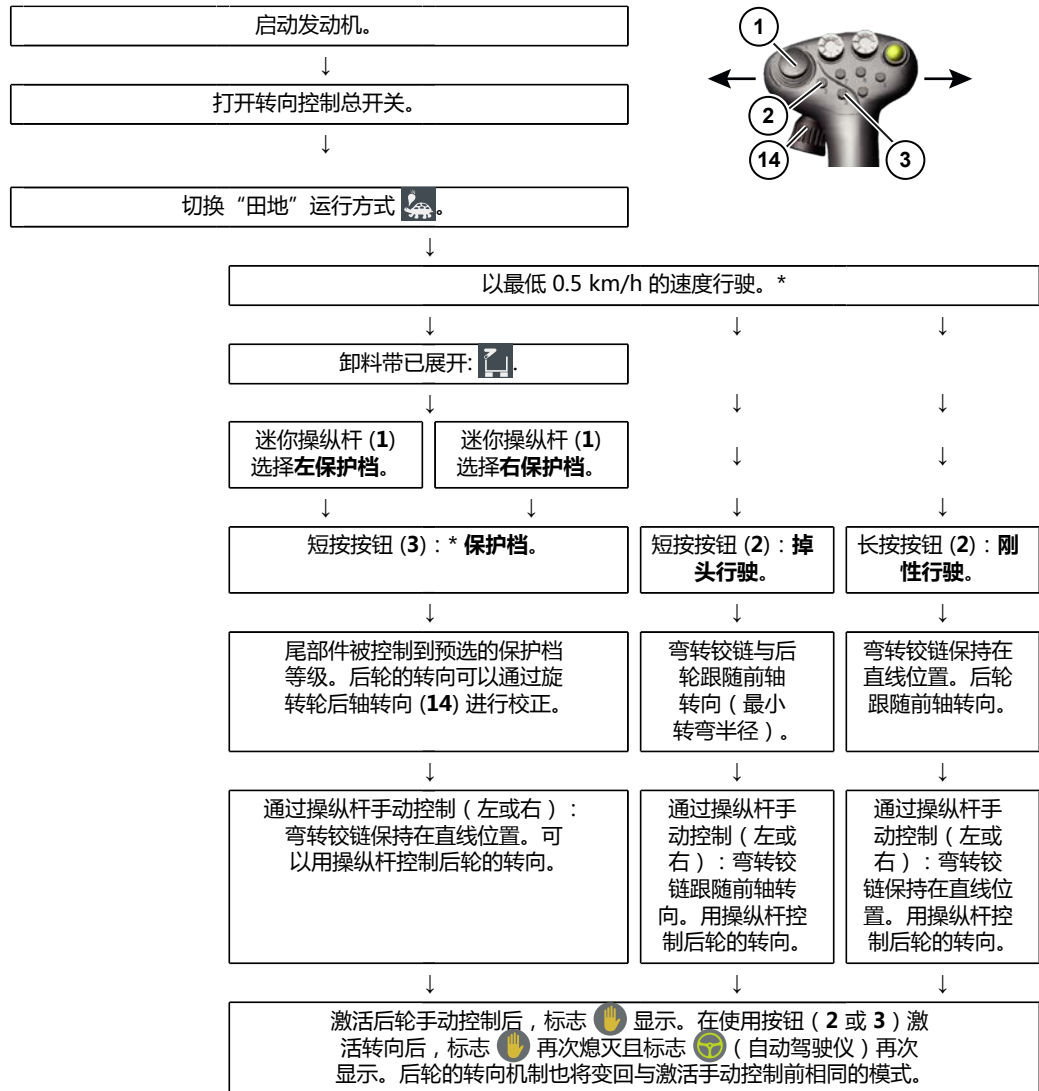 启动发动机。
1
↓
打开转向控制总开关。
2
3
14
↓
切换“田地”运行方式 .
↓
以最低 0.5 km/h 的速度行驶。*
↓ ↓ ↓
卸料带已展开: .
↓ ↓ ↓
迷你操纵杆 (1)
选择左保护档。
迷你操纵杆 (1)
选择右保护档。
↓ ↓
↓ ↓ ↓ ↓
短按按钮 (3)：* 保护档。
短按按钮 (2)：掉
头行驶。
长按按钮 (2)：刚
性行驶。
↓ ↓ ↓
尾部件被控制到预选的保护档
等级。后轮的转向可以通过旋
转轮后轴转向 (14) 进行校正。
弯转铰链与后
轮跟随前轴
转向（最小
转弯半径）。
弯转铰链保持在
直线位置。后轮
跟随前轴转向。
↓ ↓ ↓
通过操纵杆手动控制（左或右）：
弯转铰链保持在直线位置。可
以用操纵杆控制后轮的转向。
通过操纵杆手
动控制（左或
右）：弯转铰
链跟随前轴转
向。用操纵杆控
制后轮的转向。
通过操纵杆手
动控制（左或
右）：弯转铰
链保持在直线位
置。用操纵杆控
制后轮的转向。
↓ ↓ ↓
激活后轮手动控制后，标志 显示。在使用按钮（2 或 3）激
活转向后，标志 再次熄灭且标志 （自动驾驶仪）再次
显示。后轮的转向机制也将变回与激活手动控制前相同的模式。